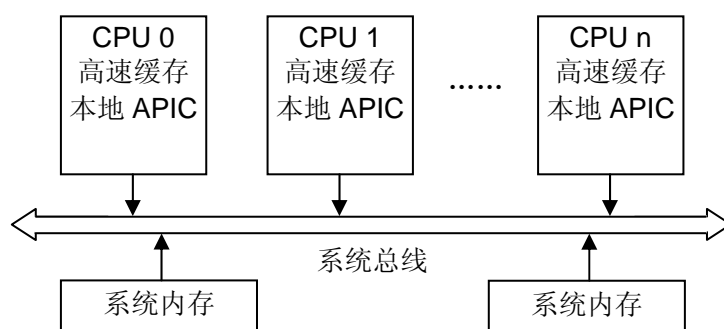 CPU 0
高速缓存
本地 APIC
CPU 1
高速缓存
本地 APIC
……
CPU n
高速缓存
本地 APIC
系统总线
系统内存
系统内存